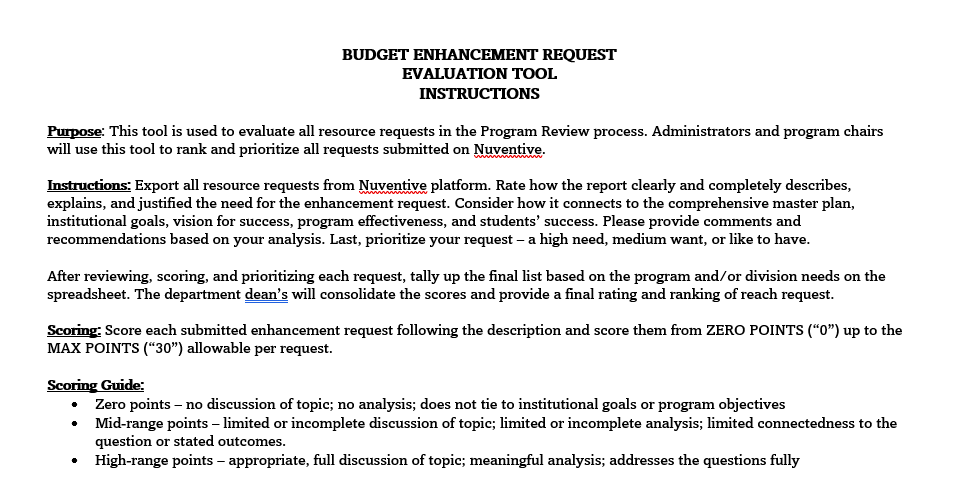 BUDGET ENHANCEMENT REQUEST
EVALUATION TOOL
INSTRUCTIONS
Purpose: This tool is used to evaluate all resource requests in the Program Review process. Administrators and program chairs
will use this tool to rank and prioritize all requests submitted on Nuventive.
Instructions: Export all resource requests from Nuventive platform. Rate how the report clearly and completely describes,
explains, and justified the need for the enhancement request. Consider how it connects to the comprehensive master plan,
institutional goals, vision for success, program effectiveness, and students’ success. Please provide comments and
recommendations based on your analysis. Last, prioritize your request – a high need, medium want, or like to have.
After reviewing, scoring, and prioritizing each request, tally up the final list based on the program and/or division needs on the
spreadsheet. The department dean’s will consolidate the scores and provide a final rating and ranking of reach request.
Scoring: Score each submitted enhancement request following the description and score them from ZERO POINTS (“0”) up to the
MAX POINTS (“30”) allowable per request.
Scoring Guide:
• Zero points – no discussion of topic; no analysis; does not tie to institutional goals or program objectives
• Mid-range points – limited or incomplete discussion of topic; limited or incomplete analysis; limited connectedness to the
question or stated outcomes.
• High-range points – appropriate, full discussion of topic; meaningful analysis; addresses the questions fully